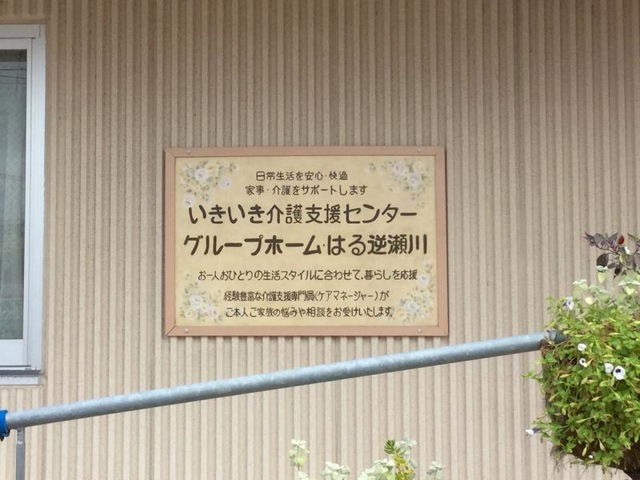 日常生活を安心・快適
家事・介護をサポートします
いきいき介護支援センター
グループホーム・はる逆瀬川
お一人おひとりの生活スタイルに合わせて、暮らしを応援
経験豊富な介護支援専門員(ケアマネージャー)が
ご本人ご家族の悩みや相談をお受けいたします。